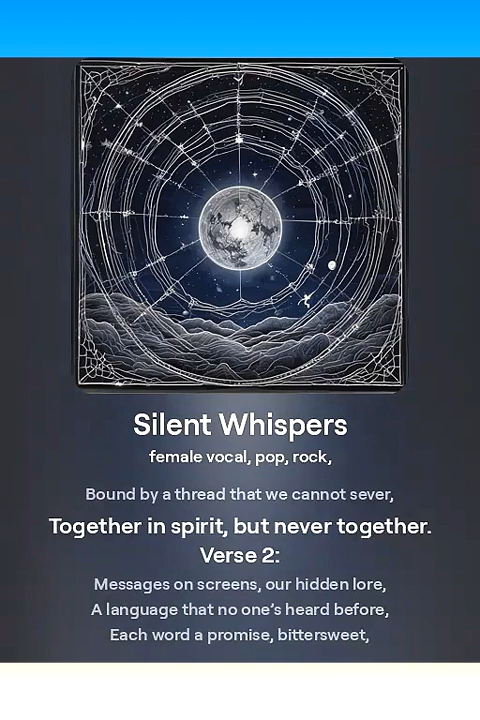 Silent Whispers
female vocal, pop, rock,
Bound by a thread that we cannot sever,
Together in spirit, but never together.
Verse 2:
Messages on screens, our hidden lore,
A language that no one’s heard before,
Each word a promise, bittersweet,